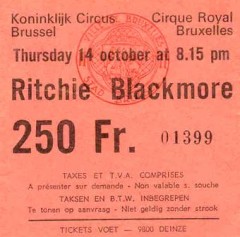 Koninklijk Circus Cirque Royal
Brussel Bruxelles
Thursday 14 october at 8.15 pm
Ritchie Blackmore
250 Fr. 01399
TAXES ET T.V.A. COMPRISES
A présenter sur demande - Non valable s. souche
TAKSEN EN B.T.W. INBEGREPEN
Te tonen op aanvraag - Niet geldig zonder strook
TICKETS VOET — 9800 DEINZE